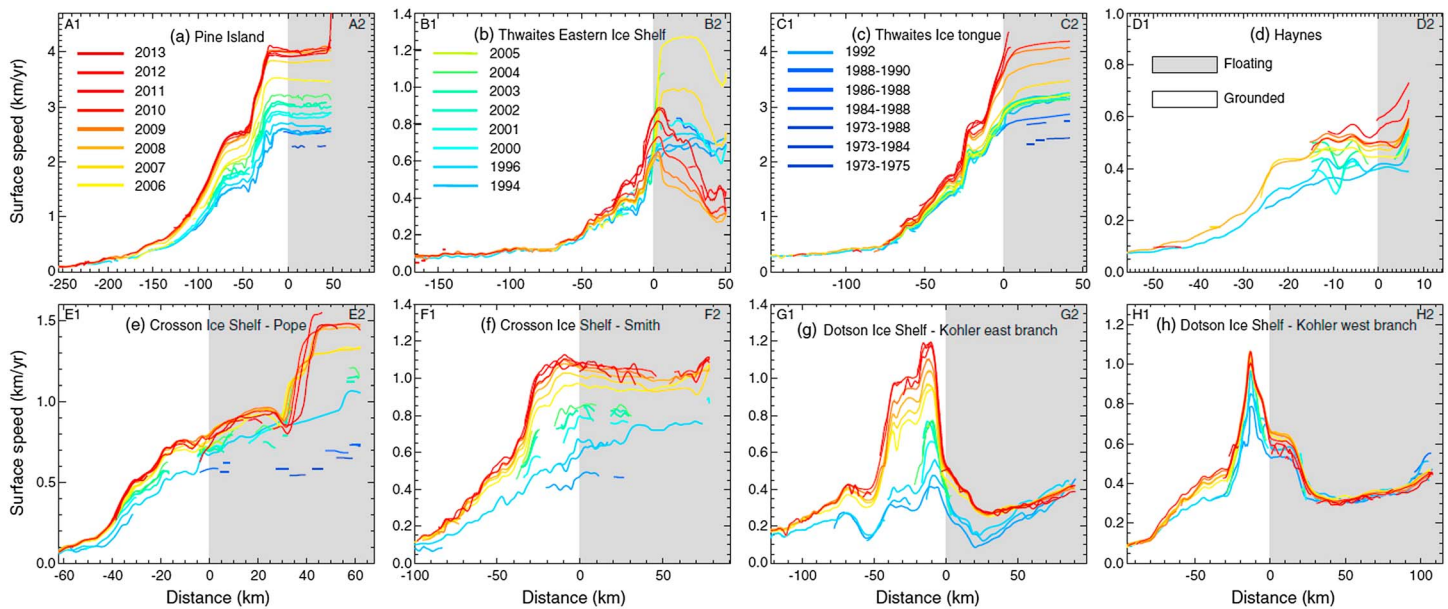 A1 (a) Pine Island A2
2013
2012
2011
2010
2009
2008
2007
2006
4
3
2
1
0
-250 -200 -150 -100 -50 0 50
Surface speed (km/yr)
B1 B2
(b) Thwaites Eastern Ice Shelf
2005
2004
2003
2002
2001
2000
1996
1994
1.4
1.2
1.0
0.8
0.6
0.4
0.2
0.0
-150 -100 -50 0 50
C1 C2
(c) Thwaites Ice tongue
1992
1988-1990
1986-1988
1984-1988
1973-1988
1973-1984
1973-1975
4
3
2
1
0
-100 -50 0 50
D1 D2
(d) Haynes
Floating
Grounded
1.0
0.8
0.6
0.4
0.2
0.0
-50 -40 -30 -20 -10 0 10
E1 E2
(e) Crosson Ice Shelf - Pope
1.5
1.0
0.5
0.0
-60 -40 -20 0 20 40 60
Surface speed (km/yr)
Distance (km)
F1 F2
(f) Crosson Ice Shelf - Smith
1.4
1.2
1.0
0.8
0.6
0.4
0.2
0.0
-100 -50 0 50
Distance (km)
G1 G2
(g) Dotson Ice Shelf - Kohler east branch
1.4
1.2
1.0
0.8
0.6
0.4
0.2
0.0
-100 -50 0 50 100
Distance (km)
H1 H2
(h) Dotson Ice Shelf - Kohler west branch
1.2
1.0
0.8
0.6
0.4
0.2
0.0
-50 0 50 100
Distance (km)